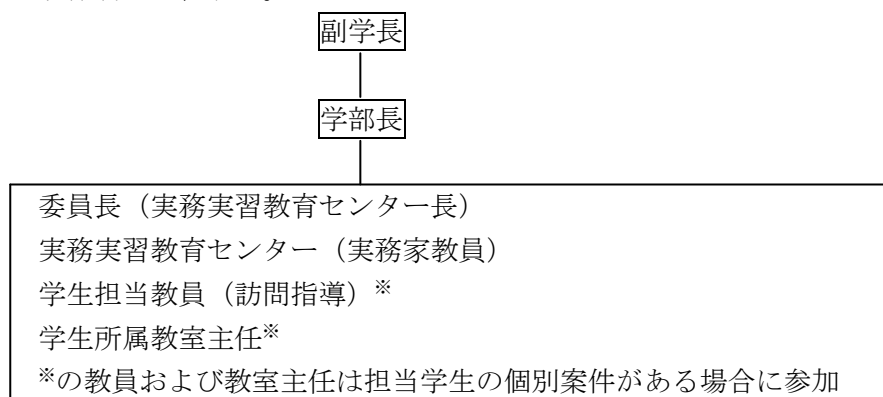 副学長
学部長
委員長（実務実習教育センター長）
実務実習教育センター（実務家教員）
学生担当教員（訪問指導）※
学生所属教室主任※
※の教員および教室主任は担当学生の個別案件がある場合に参加